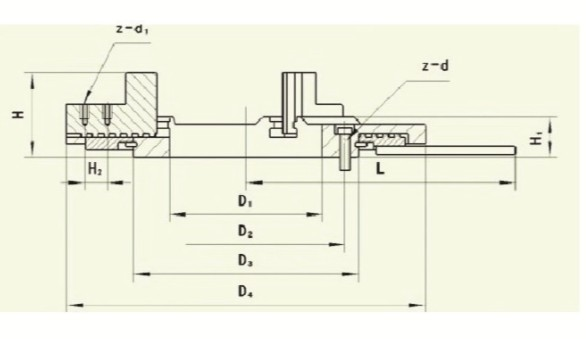 z-d₁
z-d
H
H₁
H₂
L
D₁
D₂
D₃
D₄